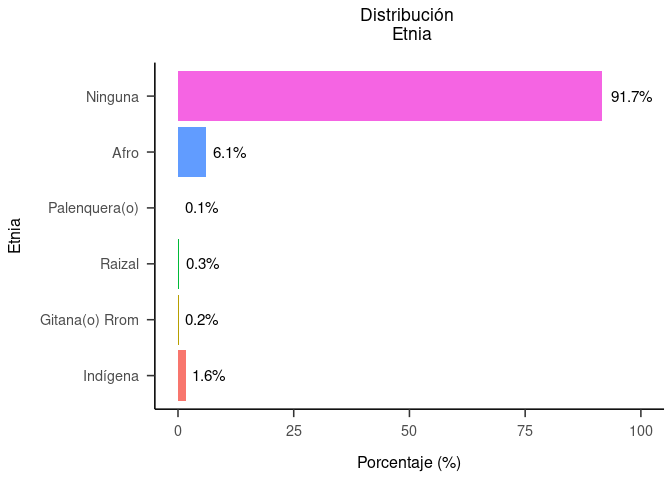 Distribución
Etnia
Ninguna
91.7%
Afro
6.1%
Palenquera(o)
0.1%
Raizal
0.3%
Gitana(o) Rrom
0.2%
Indígena
1.6%
Etnia
0
25
50
75
100
Porcentaje (%)